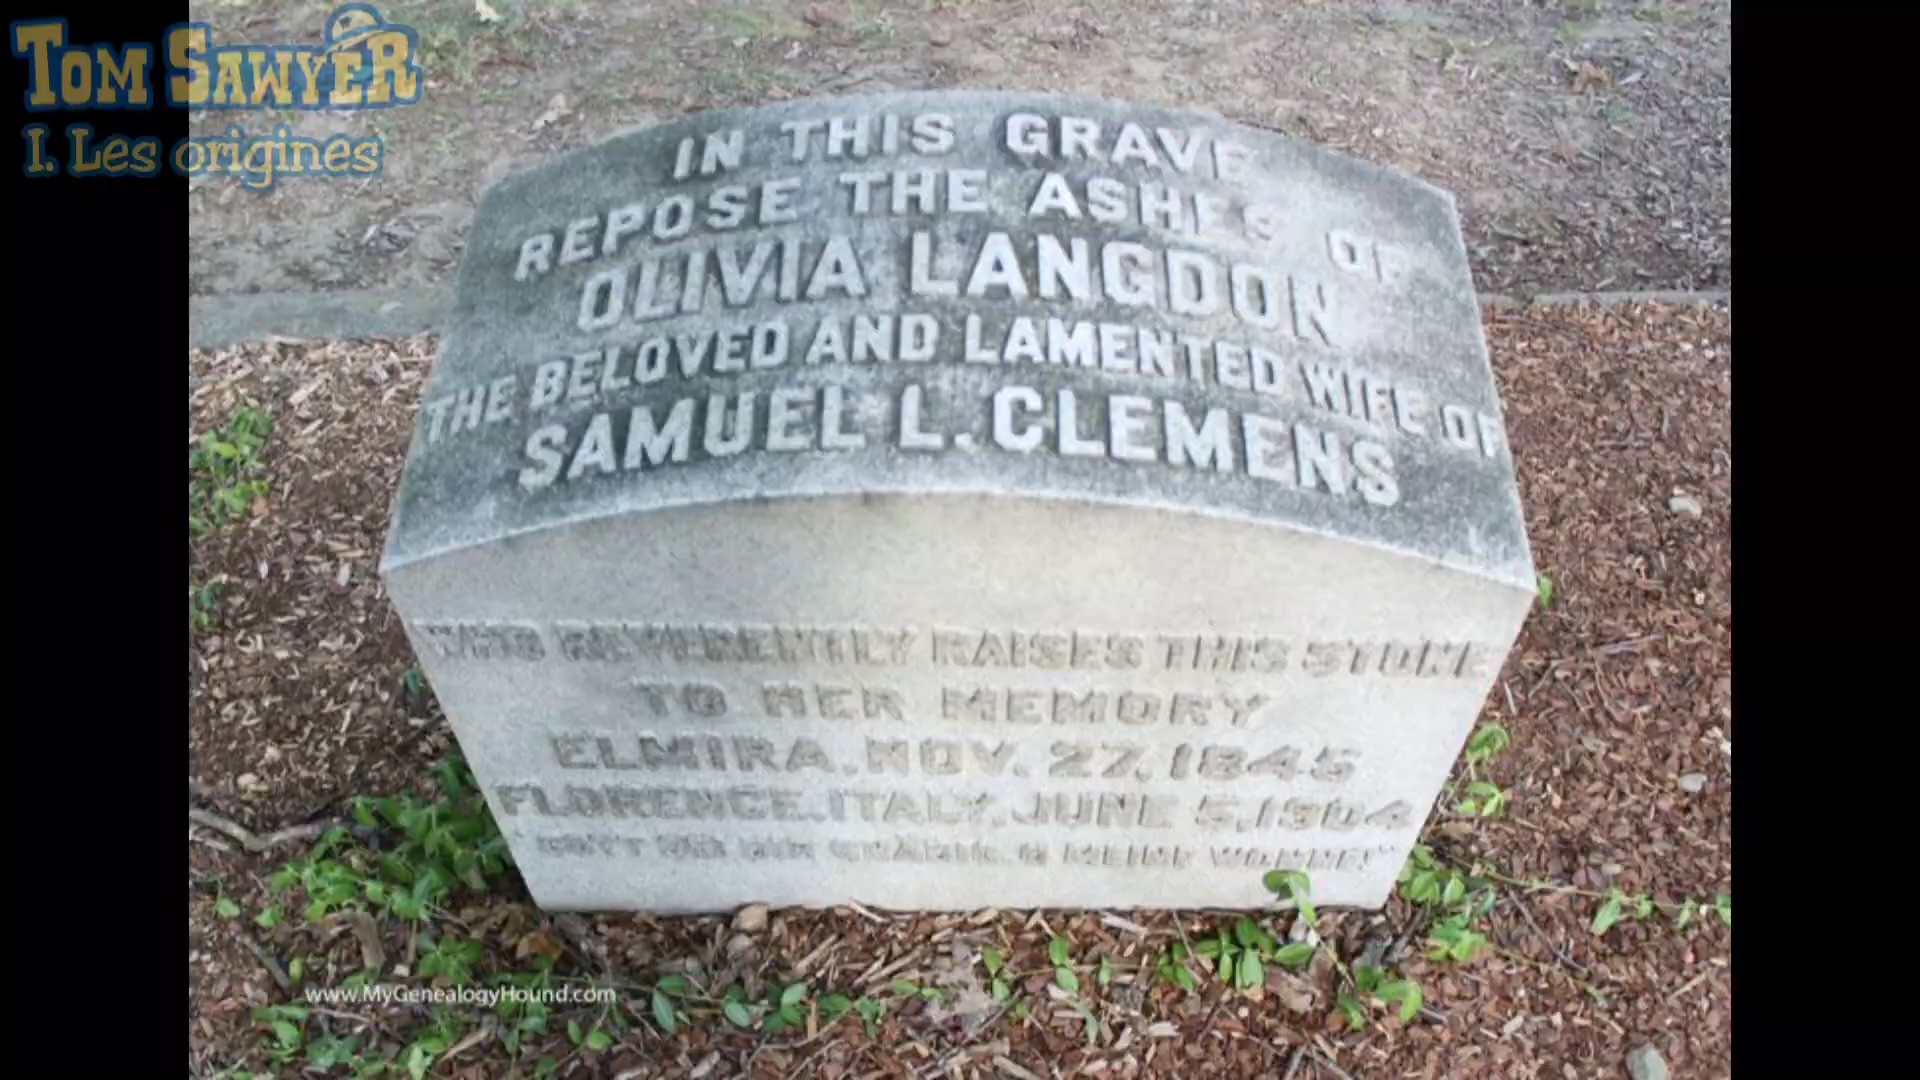 TOM SAWYER
I. Les origines
IN THIS GRAVE
REPOSE THE ASHES OF
OLIVIA LANGDON
THE BELOVED AND LAMENTED WIFE OF
SAMUEL L. CLEMENS
WHO REVERENTLY RAISES THIS STONE
TO HER MEMORY
ELMIRA. NOV. 27, 1845
FLORENCE. ITALY, JUNE 5, 1904
www.MyGenealogyHound.com